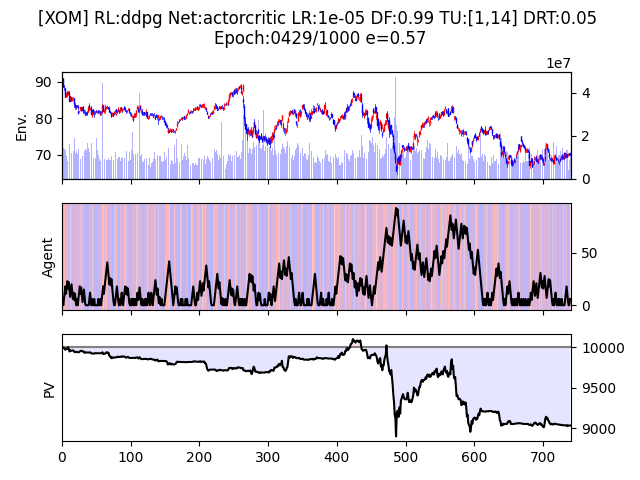 [XOM] RL:ddpg Net:actorcritic LR:1e-05 DF:0.99 TU:[1,14] DRT:0.05
Epoch:0429/1000 e=0.57
1e7
90
80
70
Env.
4
2
0
Agent
50
0
PV
10000
9500
9000
0 100 200 300 400 500 600 700